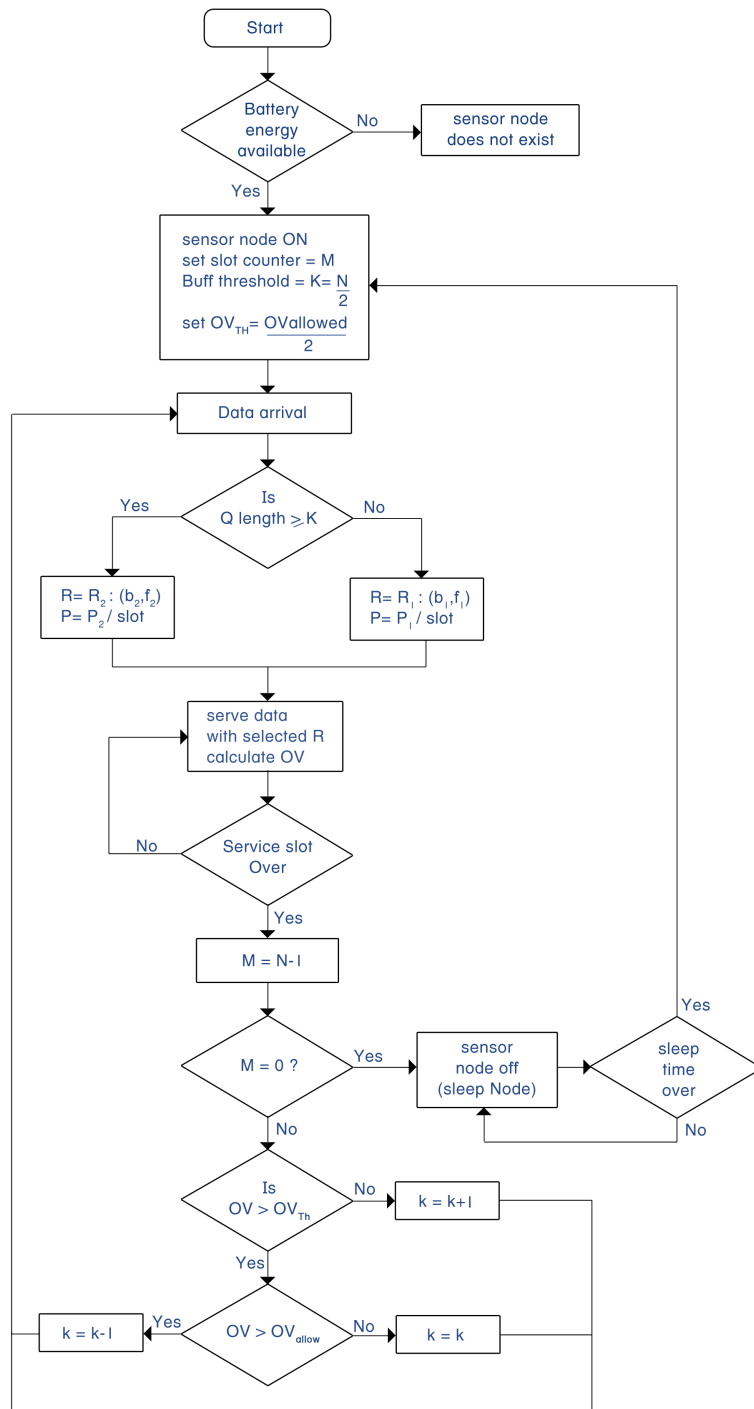 Start
Battery
energy
available
No
sensor node
does not exist
Yes
sensor node ON
set slot counter = M
Buff threshold = K= N
2
set OV_TH= OVallowed
2
Data arrival
Is
Q length ⩾K
Yes
No
R= R₂ : (b₂,f₂)
P= P₂ / slot
R= R₁ : (b₁,f₁)
P= P₁ / slot
serve data
with selected R
calculate OV
Service slot
Over
No
Yes
M = N-1
M = 0 ?
Yes
sensor
node off
(sleep Node)
sleep
time
over
Yes
No
No
Is
OV > OV_Th
No
k = k+1
Yes
OV > OV_allow
Yes
k = k-1
No
k = k